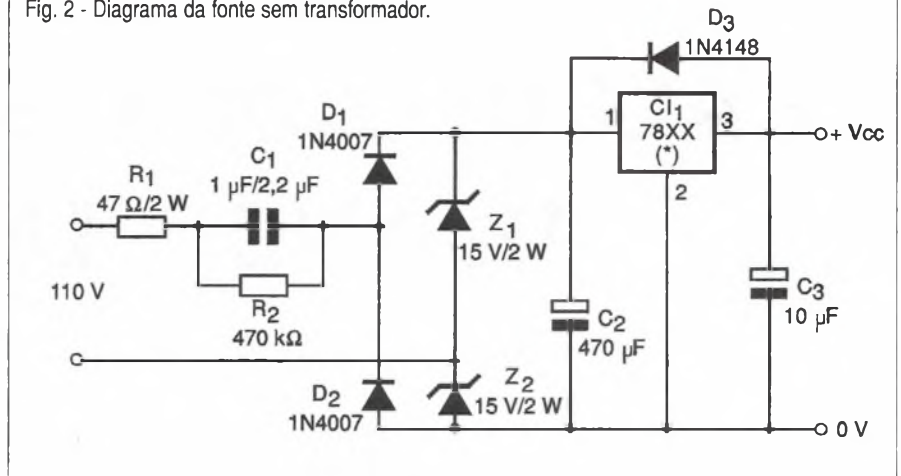 Fig. 2 - Diagrama da fonte sem transformador.
D3
1N4148
D1
1N4007
CI1
78XX
(*)
1
3
2
+ Vcc
C1
1 µF/2,2 µF
R1
47 Ω/2 W
Z1
15 V/2 W
110 V
R2
470 kΩ
C2
470 µF
C3
10 µF
D2
1N4007
Z2
15 V/2 W
0 V